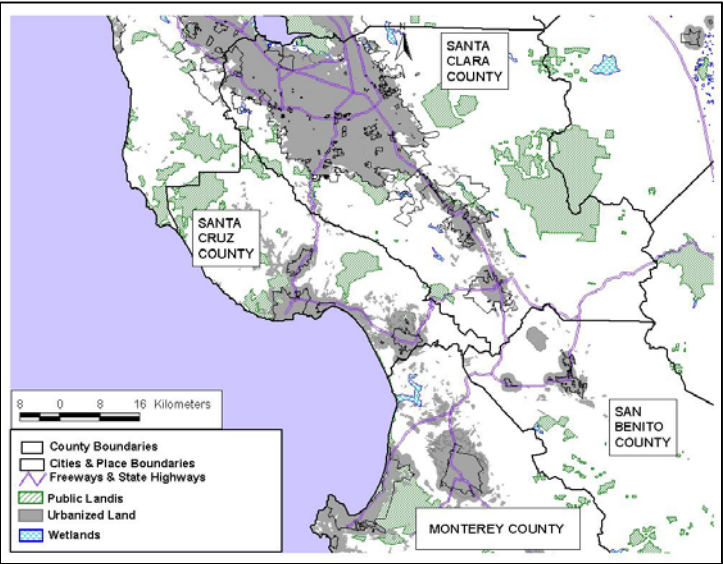 N
SANTA
CLARA
COUNTY
SANTA
CRUZ
COUNTY
8 0 8 16 Kilometers
SAN
BENITO
COUNTY
County Boundaries
Cities & Place Boundaries
Freeways & State Highways
Public Landis
Urbanized Land
Wetlands
MONTEREY COUNTY